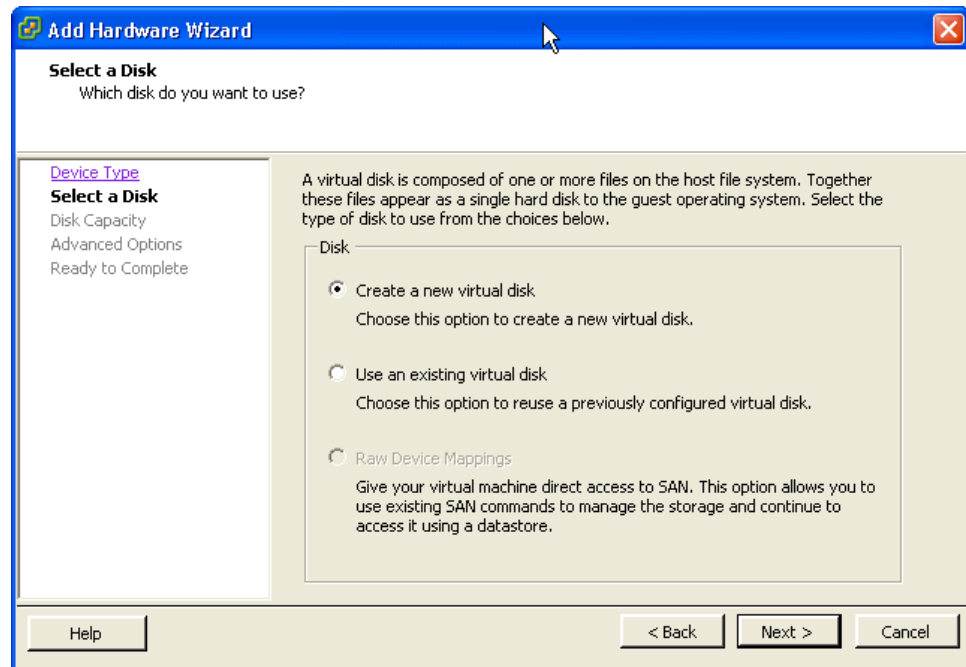 Add Hardware Wizard
Select a Disk
Which disk do you want to use?
Device Type
Select a Disk
Disk Capacity
Advanced Options
Ready to Complete
A virtual disk is composed of one or more files on the host file system. Together
these files appear as a single hard disk to the guest operating system. Select the
type of disk to use from the choices below.
Disk
Create a new virtual disk
Choose this option to create a new virtual disk.
Use an existing virtual disk
Choose this option to reuse a previously configured virtual disk.
Raw Device Mappings
Give your virtual machine direct access to SAN. This option allows you to
use existing SAN commands to manage the storage and continue to
access it using a datastore.
Help
< Back
Next >
Cancel